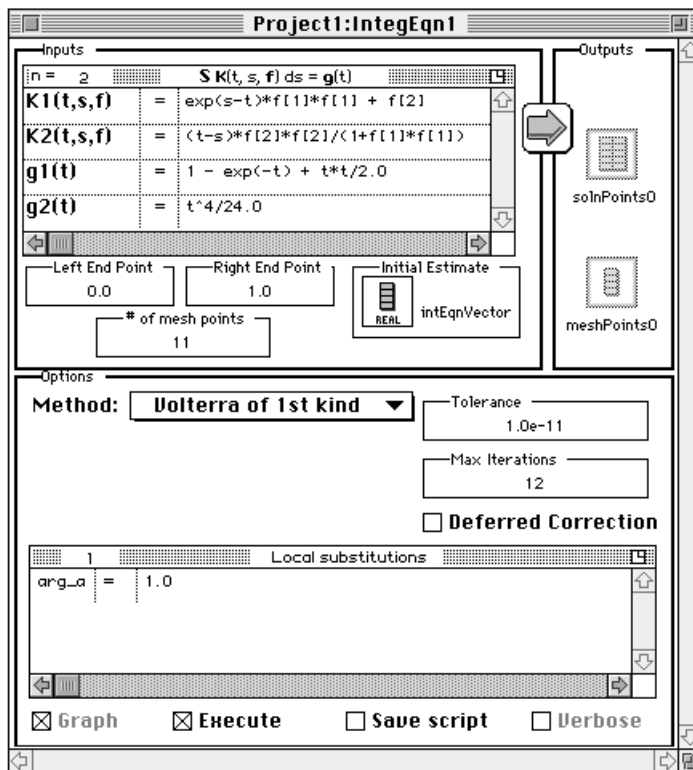 Project1:IntegEqn1
Inputs
n = 2 S K(t, s, f) ds = g(t)
K1(t,s,f) = exp(s-t)*f[1]*f[1] + f[2]
K2(t,s,f) = (t-s)*f[2]*f[2]/(1+f[1]*f[1])
g1(t) = 1 - exp(-t) + t*t/2.0
g2(t) = t^4/24.0
Left End Point
0.0
Right End Point
1.0
# of mesh points
11
Initial Estimate
REAL
intEqnVector
Outputs
solnPoints0
meshPoints0
Options
Method: Volterra of 1st kind
Tolerance
1.0e-11
Max Iterations
12
Deferred Correction
1 Local substitutions
arg_a = 1.0
Graph Execute Save script Verbose